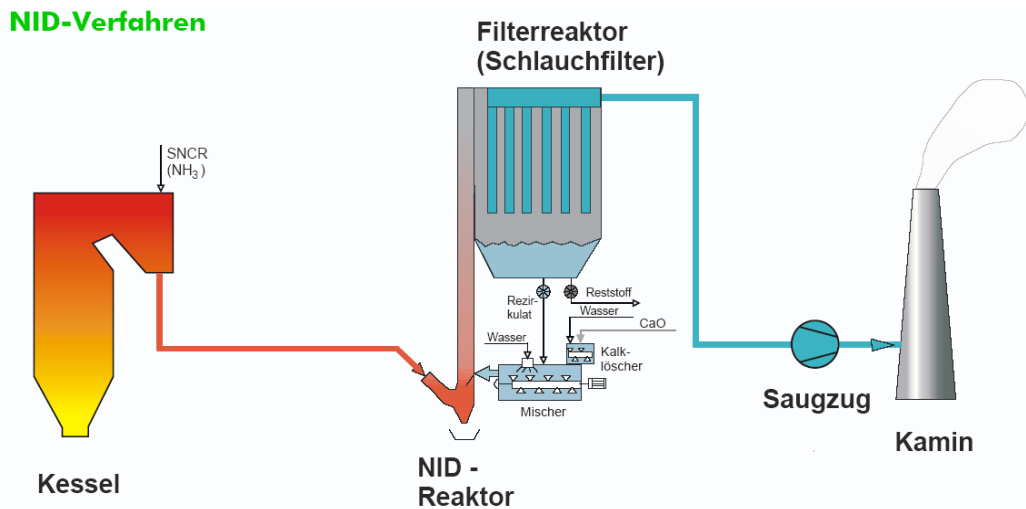 NID-Verfahren
Filterreaktor
(Schlauchfilter)
SNCR
(NH₃)
Rezir-
kulat
Reststoff
Wasser
CaO
Wasser
Kalk-
löscher
Mischer
Saugzug
Kamin
Kessel
NID -
Reaktor